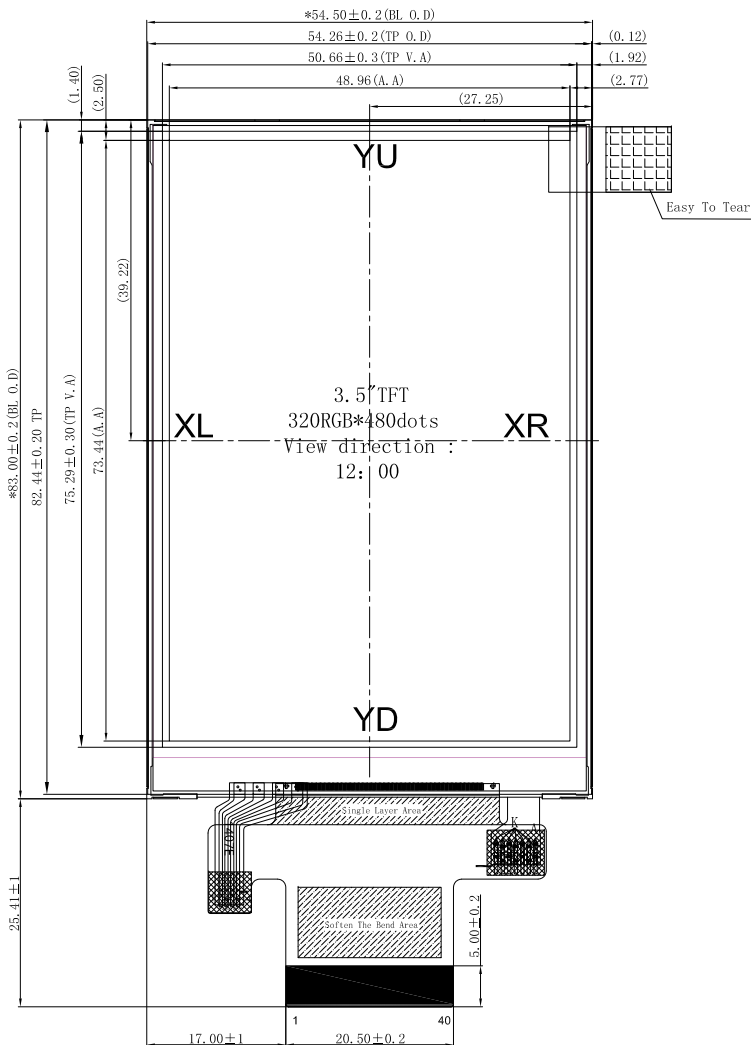 *54.50±0.2(BL O.D)
54.26±0.2(TP O.D)
(0.12)
50.66±0.3(TP V.A)
(1.92)
48.96(A.A)
(2.77)
(27.25)
(1.40)
(2.50)
YU
Easy To Tear
(39.22)
*83.00±0.2(BL O.D)
82.44±0.20 TP
75.29±0.30(TP V.A)
73.44(A.A)
3.5"TFT
XL
320RGB*480dots
XR
View direction :
12: 00
YD
Single Layer Area
K A
25.41±1
Soften The Bend Area
5.00±0.2
1
40
17.00±1
20.50±0.2